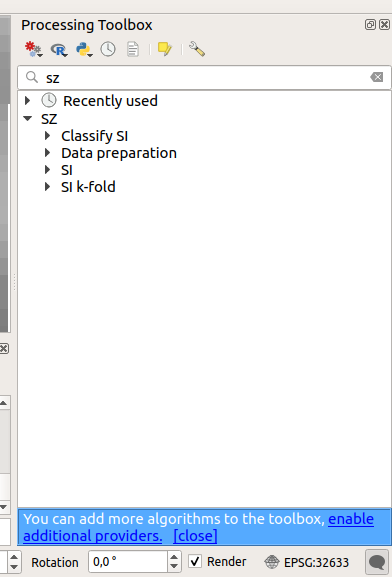 Processing Toolbox
sz
Recently used
SZ
Classify SI
Data preparation
SI
SI k-fold
You can add more algorithms to the toolbox, enable
additional providers. [close]
Rotation 0,0 ° Render EPSG:32633